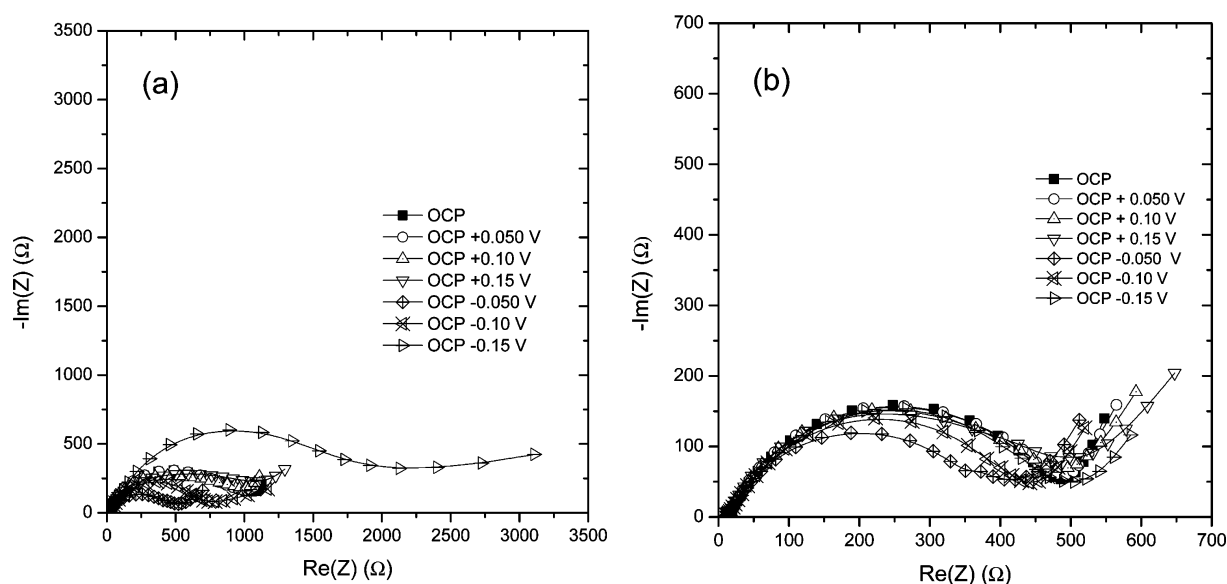 (a)
3500
3000
2500
2000
1500
1000
500
0
-Im(Z) (Ω)
OCP
OCP +0.050 V
OCP +0.10 V
OCP +0.15 V
OCP -0.050 V
OCP -0.10 V
OCP -0.15 V
0 500 1000 1500 2000 2500 3000 3500
Re(Z) (Ω)
(b)
700
600
500
400
300
200
100
0
-Im(Z) (Ω)
OCP
OCP + 0.050 V
OCP + 0.10 V
OCP + 0.15 V
OCP -0.050 V
OCP -0.10 V
OCP -0.15 V
0 100 200 300 400 500 600 700
Re(Z) (Ω)